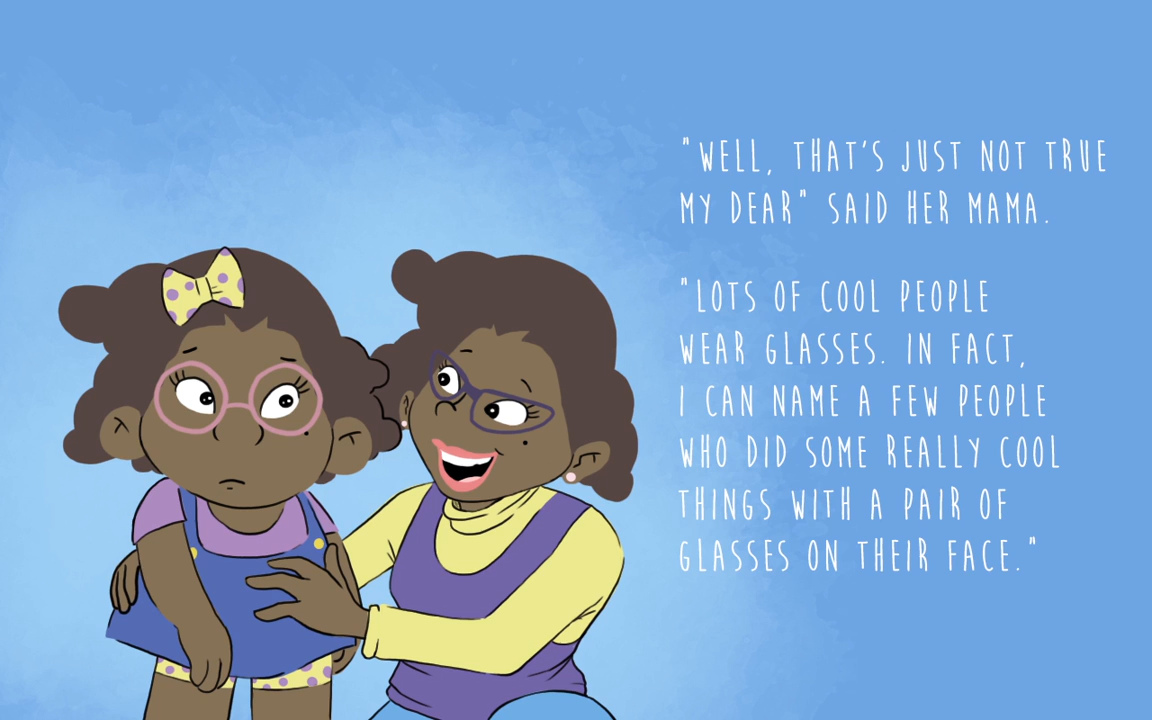 "WELL, THAT'S JUST NOT TRUE
MY DEAR" SAID HER MAMA.
"LOTS OF COOL PEOPLE
WEAR GLASSES. IN FACT,
I CAN NAME A FEW PEOPLE
WHO DID SOME REALLY COOL
THINGS WITH A PAIR OF
GLASSES ON THEIR FACE."